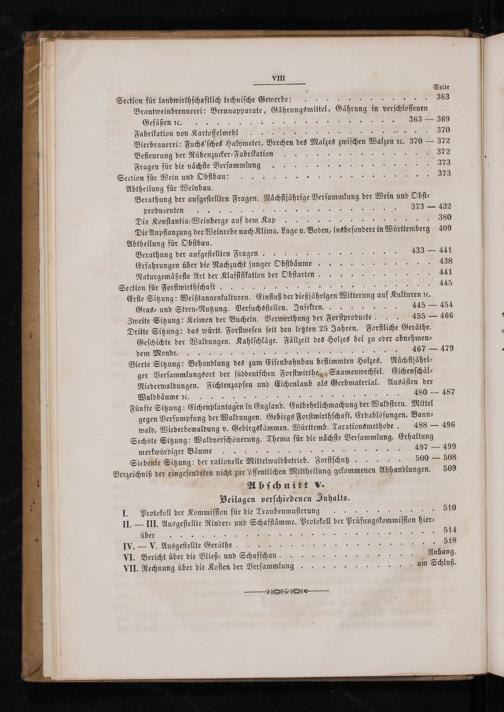 VIII
Seite
Section für landwirthschaftlich technische Gewerbe: . . . . . . . . . . . 363
Brantweinbrennerei: Brennapparate, Gährungsmittel, Gährung in verschlossenen
Gefäßen ꝛc. . . . . . . . . . . . . . . . . . 363 — 369
Fabrikation von Kartoffelmehl . . . . . . . . . . . . . . 370
Bierbrauerei: Fuchs'sches Halymeter, Brechen des Malzes zwischen Walzen ꝛc. 370 — 372
Besteurung der Rübenzucker-Fabrikation . . . . . . . . . . . . 372
Fragen für die nächste Versammlung . . . . . . . . . . . . 373
Section für Wein und Obstbau: . . . . . . . . . . . . . . . 373
Abtheilung für Weinbau.
Berathung der aufgestellten Fragen. Nächstjährige Versammlung der Wein und Obst-
producenten . . . . . . . . . . . . . . . . 373 — 432
Die Konstantia-Weinberge auf dem Kap . . . . . . . . . . . 380
Die Anpflanzung der Weinrebe nach Klima, Lage u. Boden, insbesondere in Württemberg 409
Abtheilung für Obstbau.
Berathung der aufgestellten Fragen . . . . . . . . . . . 433 — 441
Erfahrungen über die Nachzucht junger Obstbäume . . . . . . . . 438
Naturgemäßeste Art der Klassifikation der Obstarten . . . . . . . . 441
Section für Forstwirthschaft . . . . . . . . . . . . . . . . 445
Erste Sitzung: Weißtannenkulturen. Einfluß der dießjährigen Witterung auf Kulturen ꝛc.
Gras- und Streu-Nutzung. Versuchsstellen. Insekten. . . . . . 445 — 454
Zweite Sitzung: Keimen der Bucheln. Verwerthung der Forstprodukte . . . 455 — 466
Dritte Sitzung: das württ. Forstwesen seit den letzten 25 Jahren. Forstliche Geräthe.
Geschichte der Waldungen. Kahlschläge. Fällzeit des Holzes bei zu oder abnehmen-
dem Monde. . . . . . . . . . . . . . . . . 467 — 479
Vierte Sitzung: Behandlung des zum Eisenbahnbau bestimmten Holzes. Nächstjähri-
ger Versammlungsort der süddeutschen Forstwirthe. Saamenwechsel. Eichenschäl-
Niederwaldungen. Fichtenzapfen und Eichenlaub als Gerbmaterial. Ausästen der
Waldbäume ꝛc. . . . . . . . . . . . . . . . 480 — 487
Fünfte Sitzung: Eichenplantagen in England. Entbehrlichmachung der Waldstreu. Mittel
gegen Versumpfung der Waldungen. Gebirgs Forstwirthschaft, Erdablösungen, Bann-
wald, Wiederbewaldung v. Gebirgskämmen. Württemb. Taxationsmethode . 488 — 496
Sechste Sitzung: Waldverschönerung. Thema für die nächste Versammlung. Erhaltung
merkwürdiger Bäume . . . . . . . . . . . . . 497 — 499
Siebente Sitzung: der rationelle Mittelwaldbetrieb. Forstschutz . . . . . 500 — 508
Verzeichniß der eingesendeten nicht zur öffentlichen Mittheilung gekommenen Abhandlungen. 509
Abschnitt V.
Beilagen verschiedenen Inhalts.
I. Protokoll der Kommission für die Traubenmusterung . . . . . . . . 510
II. — III. Ausgestellte Rinder- und Schafstämme. Protokoll der Prüfungskommission hier-
über . . . . . . . . . . . . . . . . . . 514
IV. — V. Ausgestellte Geräthe . . . . . . . . . . . . . . . 518
VI. Bericht über die Vließ- und Schafschau . . . . . . . . . . . Anhang.
VII. Rechnung über die Kosten der Versammlung . . . . . . . . . am Schluß.